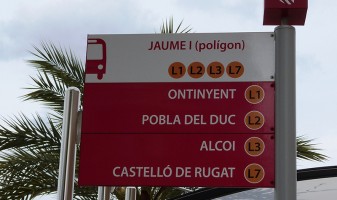 JAUME I (polígon)
L1 L2 L3 L7
ONTINYENT L1
POBLA DEL DUC L2
ALCOI L3
CASTELLÓ DE RUGAT L7